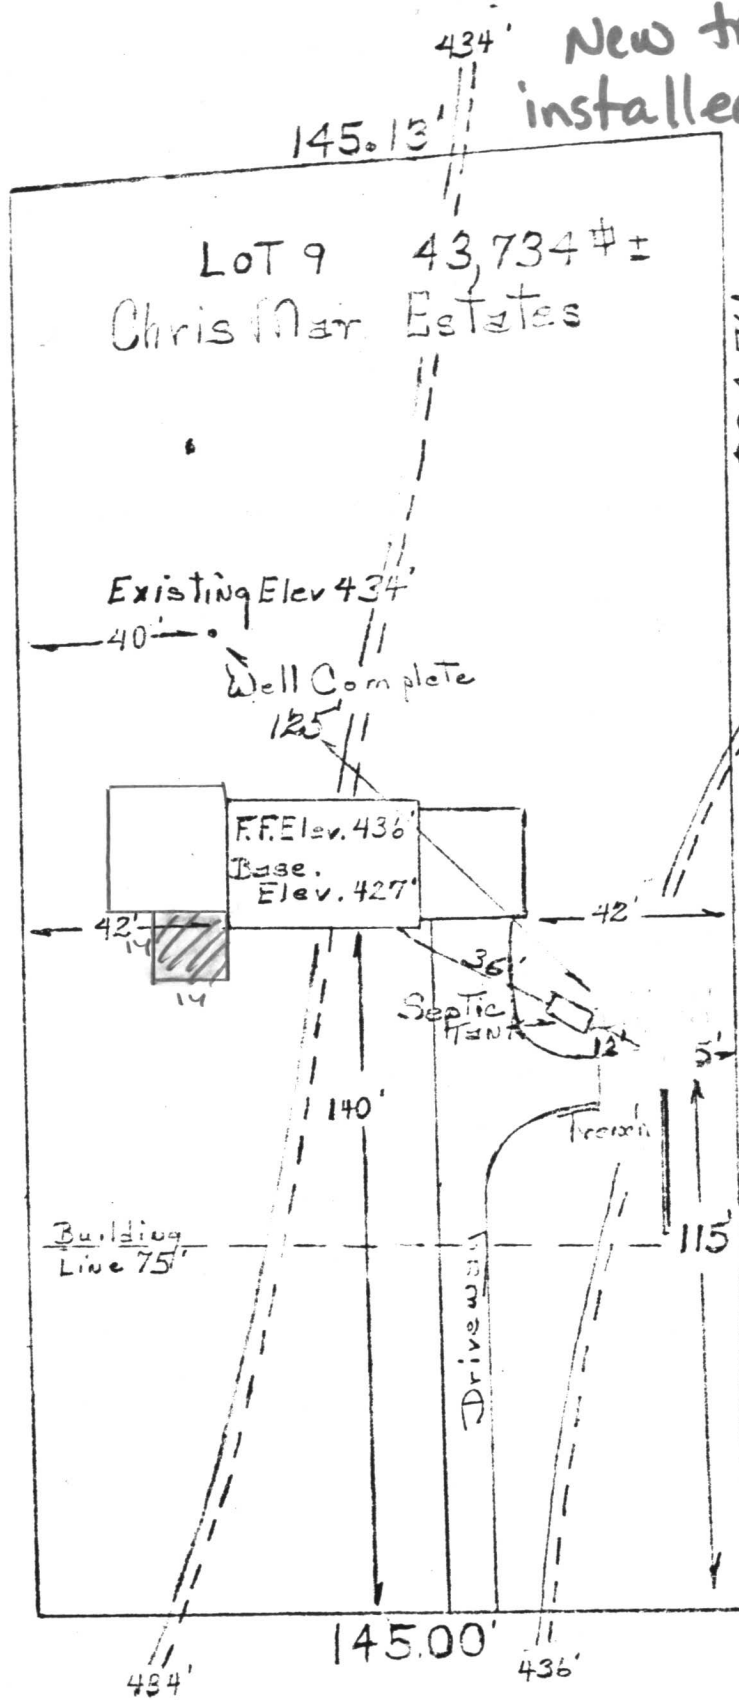 434'
New
installed
145.13'
LOT 9 43,734 # ±
Chris Mar Estates
Existing Elev 434'
40'
Well Complete
125'
F.F.Elev. 436'
Base.
Elev. 427'
42'
42'
14'
14'
36'
Septic
Tank
12'
5'
140'
Trench
Building
Line 75'
115'
Driveway
145.00'
434'
436'